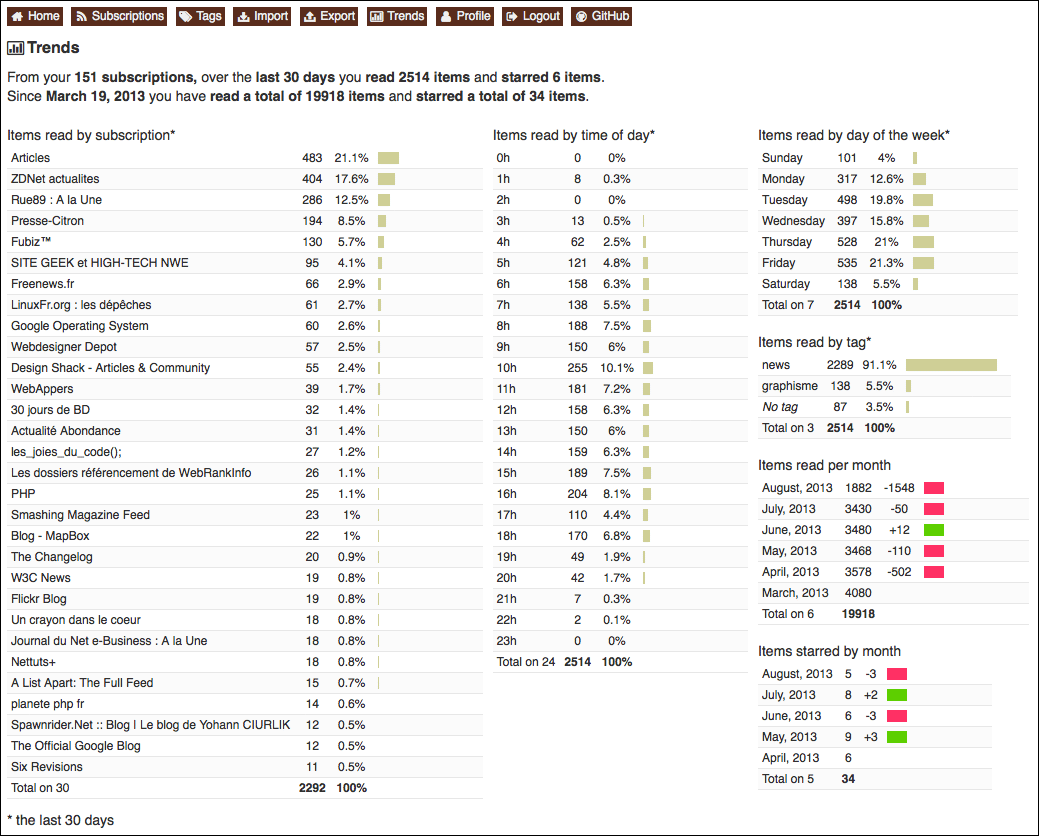 Home Subscriptions Tags Import Export Trends Profile Logout GitHub
Trends
From your 151 subscriptions, over the last 30 days you read 2514 items and starred 6 items.
Since March 19, 2013 you have read a total of 19918 items and starred a total of 34 items.
Items read by subscription*
Articles 483 21.1%
ZDNet actualites 404 17.6%
Rue89 : A la Une 286 12.5%
Presse-Citron 194 8.5%
Fubiz™ 130 5.7%
SITE GEEK et HIGH-TECH NWE 95 4.1%
Freenews.fr 66 2.9%
LinuxFr.org : les dépêches 61 2.7%
Google Operating System 60 2.6%
Webdesigner Depot 57 2.5%
Design Shack - Articles & Community 55 2.4%
WebAppers 39 1.7%
30 jours de BD 32 1.4%
Actualité Abondance 31 1.4%
les_joies_du_code(); 27 1.2%
Les dossiers référencement de WebRankInfo 26 1.1%
PHP 25 1.1%
Smashing Magazine Feed 23 1%
Blog - MapBox 22 1%
The Changelog 20 0.9%
W3C News 19 0.8%
Flickr Blog 19 0.8%
Un crayon dans le coeur 18 0.8%
Journal du Net e-Business : A la Une 18 0.8%
Nettuts+ 18 0.8%
A List Apart: The Full Feed 15 0.7%
planete php fr 14 0.6%
Spawnrider.Net :: Blog | Le blog de Yohann CIURLIK 12 0.5%
The Official Google Blog 12 0.5%
Six Revisions 11 0.5%
Total on 30 2292 100%
* the last 30 days
Items read by time of day*
0h 0 0%
1h 8 0.3%
2h 0 0%
3h 13 0.5%
4h 62 2.5%
5h 121 4.8%
6h 158 6.3%
7h 138 5.5%
8h 188 7.5%
9h 150 6%
10h 255 10.1%
11h 181 7.2%
12h 158 6.3%
13h 150 6%
14h 159 6.3%
15h 189 7.5%
16h 204 8.1%
17h 110 4.4%
18h 170 6.8%
19h 49 1.9%
20h 42 1.7%
21h 7 0.3%
22h 2 0.1%
23h 0 0%
Total on 24 2514 100%
Items read by day of the week*
Sunday 101 4%
Monday 317 12.6%
Tuesday 498 19.8%
Wednesday 397 15.8%
Thursday 528 21%
Friday 535 21.3%
Saturday 138 5.5%
Total on 7 2514 100%
Items read by tag*
news 2289 91.1%
graphisme 138 5.5%
No tag 87 3.5%
Total on 3 2514 100%
Items read per month
August, 2013 1882 -1548
July, 2013 3430 -50
June, 2013 3480 +12
May, 2013 3468 -110
April, 2013 3578 -502
March, 2013 4080
Total on 6 19918
Items starred by month
August, 2013 5 -3
July, 2013 8 +2
June, 2013 6 -3
May, 2013 9 +3
April, 2013 6
Total on 5 34